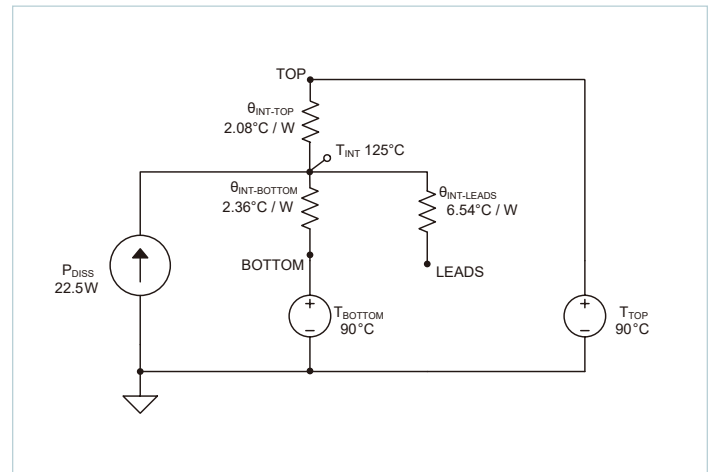 TOP
θINT-TOP
2.08°C / W
TINT 125°C
θINT-BOTTOM
2.36°C / W
θINT-LEADS
6.54°C / W
PDISS
22.5W
BOTTOM
LEADS
+
–
TBOTTOM
90°C
+
–
TTOP
90°C